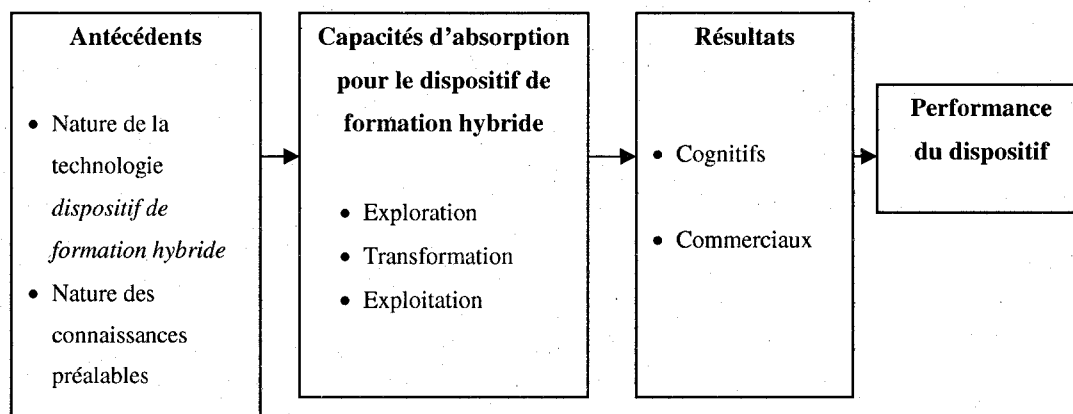 Antécédents
• Nature de la
technologie
dispositif de
formation hybride
• Nature des
connaissances
préalables
Capacités d'absorption
pour le dispositif de
formation hybride
• Exploration
• Transformation
• Exploitation
Résultats
• Cognitifs
• Commerciaux
Performance
du dispositif